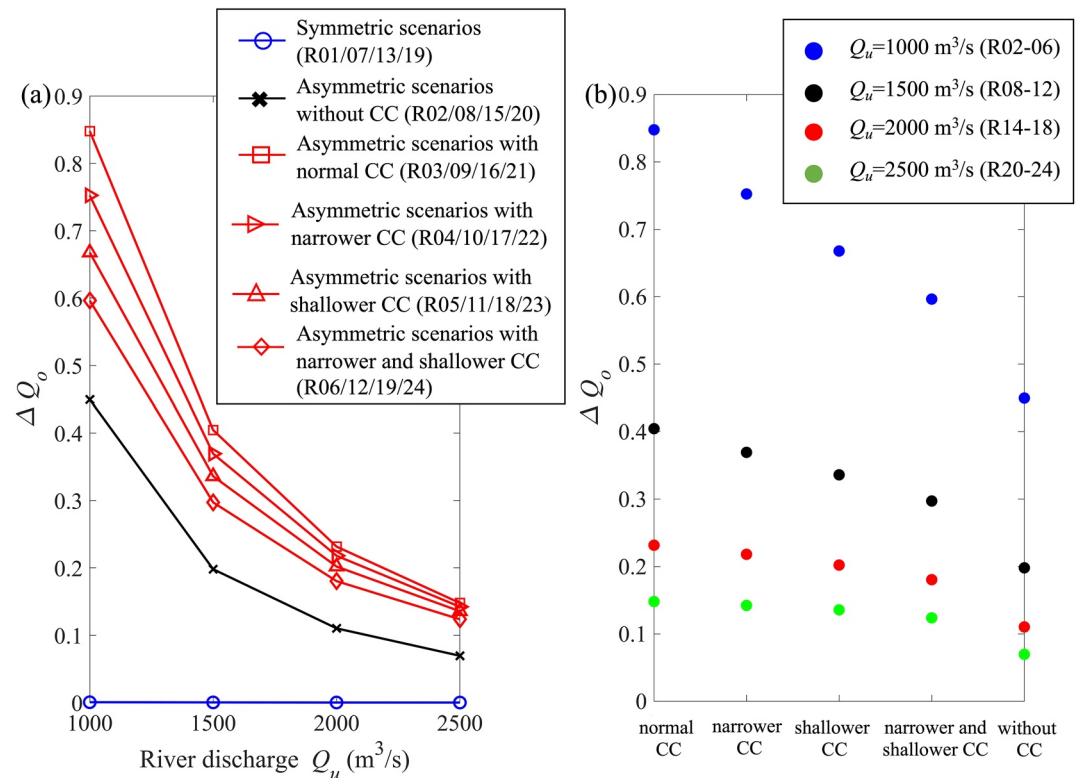 (a)
Symmetric scenarios
(R01/07/13/19)
Asymmetric scenarios
without CC (R02/08/15/20)
Asymmetric scenarios with
normal CC (R03/09/16/21)
Asymmetric scenarios with
narrower CC (R04/10/17/22)
Asymmetric scenarios with
shallower CC (R05/11/18/23)
Asymmetric scenarios with
narrower and shallower CC
(R06/12/19/24)
0.9
0.8
0.7
0.6
0.5
0.4
0.3
0.2
0.1
0
Δ Qₒ
1000 1500 2000 2500
River discharge Qᵤ (m³/s)
(b)
Qᵤ=1000 m³/s (R02-06)
Qᵤ=1500 m³/s (R08-12)
Qᵤ=2000 m³/s (R14-18)
Qᵤ=2500 m³/s (R20-24)
0.9
0.8
0.7
0.6
0.5
0.4
0.3
0.2
0.1
0
Δ Qₒ
normal
CC
narrower
CC
shallower
CC
narrower and
shallower CC
without
CC